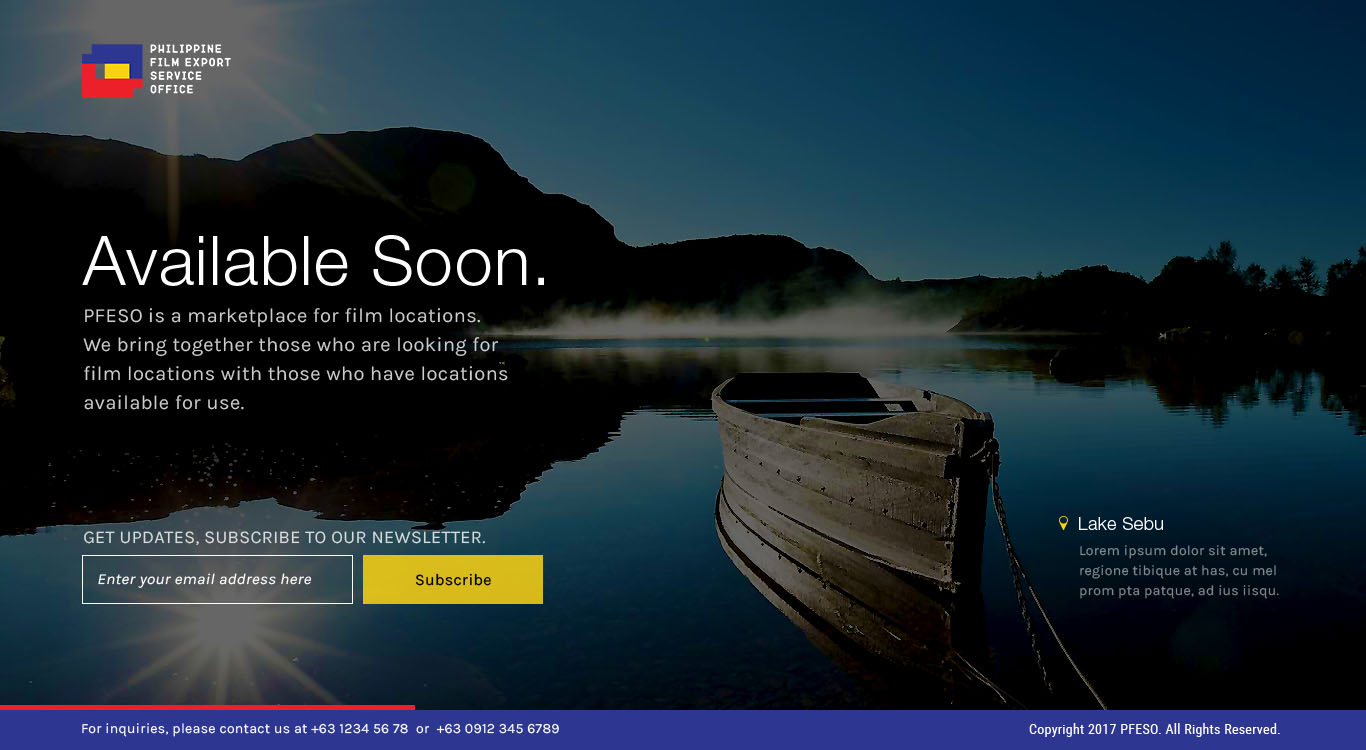 PHILIPPINE
FILM EXPORT
SERVICE
OFFICE
Available Soon.
PFESO is a marketplace for film locations.
We bring together those who are looking for
film locations with those who have locations
available for use.
GET UPDATES, SUBSCRIBE TO OUR NEWSLETTER.
Enter your email address here
Subscribe
Lake Sebu
Lorem ipsum dolor sit amet,
regione tibique at has, cu mel
prom pta patque, ad ius iisqu.
For inquiries, please contact us at +63 1234 56 78 or +63 0912 345 6789
Copyright 2017 PFESO. All Rights Reserved.